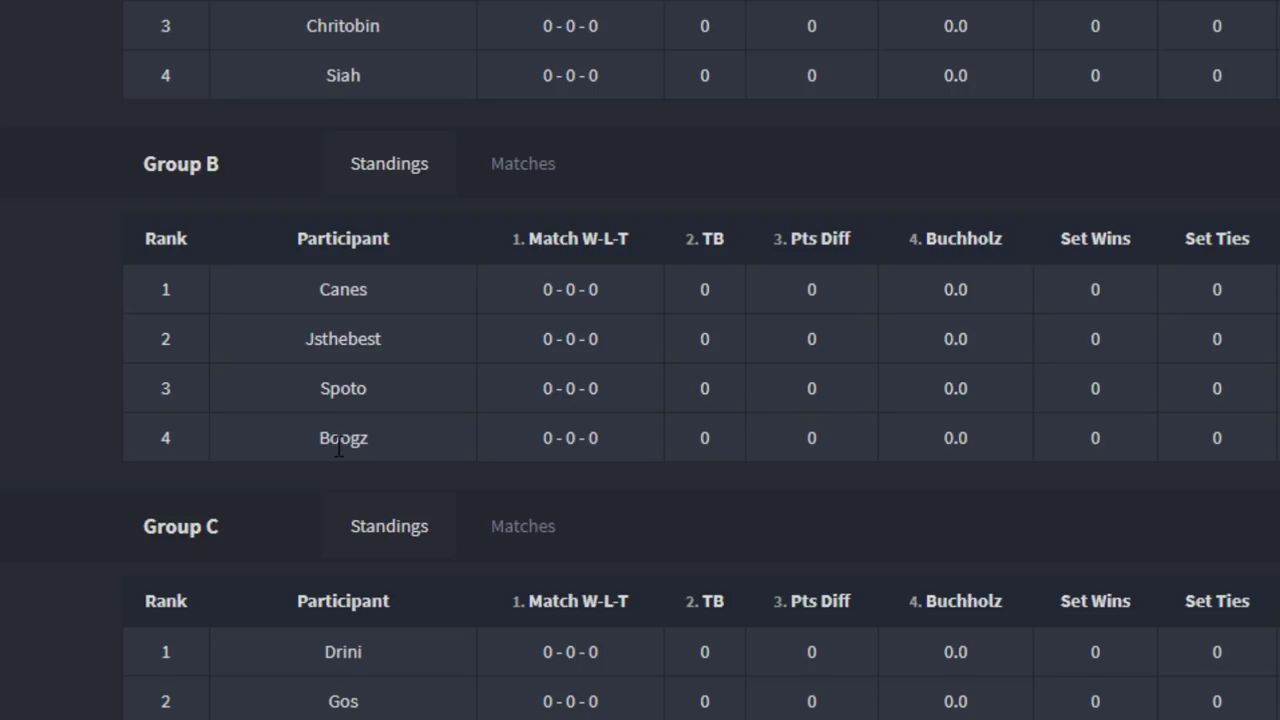 3 Chritobin 0 - 0 - 0 0 0 0.0 0 0
4 Siah 0 - 0 - 0 0 0 0.0 0 0
Group B Standings Matches
Rank Participant 1. Match W-L-T 2. TB 3. Pts Diff 4. Buchholz Set Wins Set Ties
1 Canes 0 - 0 - 0 0 0 0.0 0 0
2 Jsthebest 0 - 0 - 0 0 0 0.0 0 0
3 Spoto 0 - 0 - 0 0 0 0.0 0 0
4 Boogz 0 - 0 - 0 0 0 0.0 0 0
Group C Standings Matches
Rank Participant 1. Match W-L-T 2. TB 3. Pts Diff 4. Buchholz Set Wins Set Ties
1 Drini 0 - 0 - 0 0 0 0.0 0 0
2 Gos 0 - 0 - 0 0 0 0.0 0 0